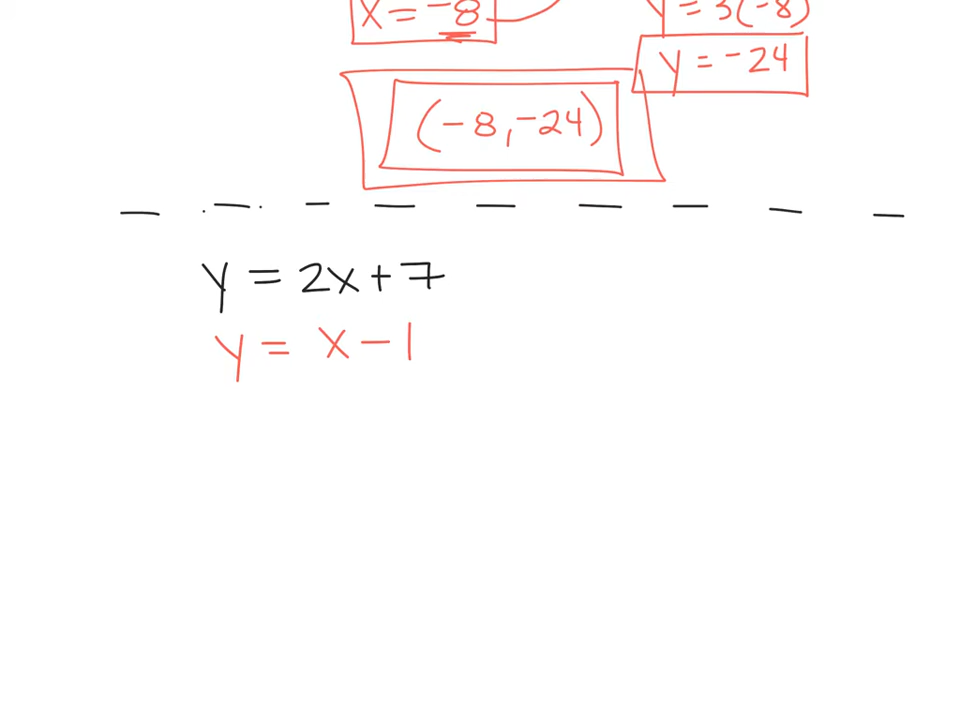 x = -8
y = 3(-8)
y = -24
(-8, -24)
y = 2x + 7
y = x - 1